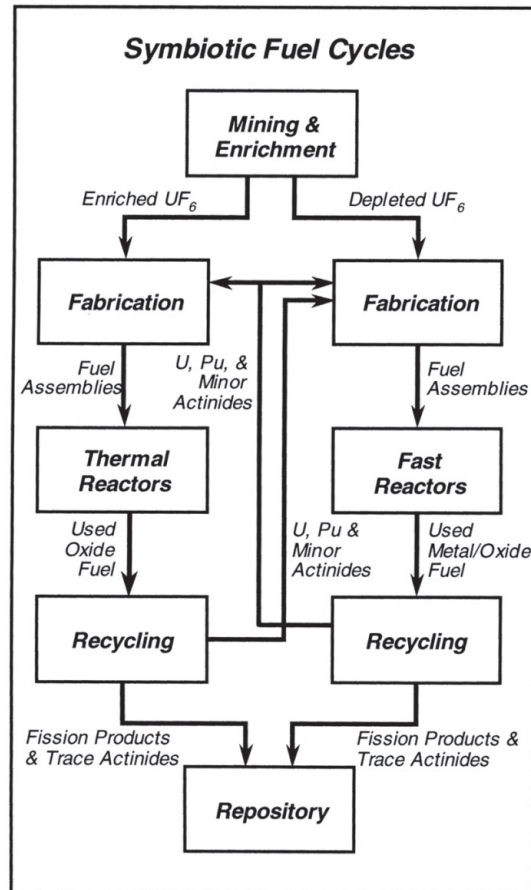 Symbiotic Fuel Cycles
Mining &
Enrichment
Enriched UF6
Depleted UF6
Fabrication
Fabrication
Fuel
Assemblies
U, Pu, &
Minor
Actinides
Fuel
Assemblies
Thermal
Reactors
Fast
Reactors
Used
Oxide
Fuel
U, Pu &
Minor
Actinides
Used
Metal/Oxide
Fuel
Recycling
Recycling
Fission Products
& Trace Actinides
Fission Products &
Trace Actinides
Repository